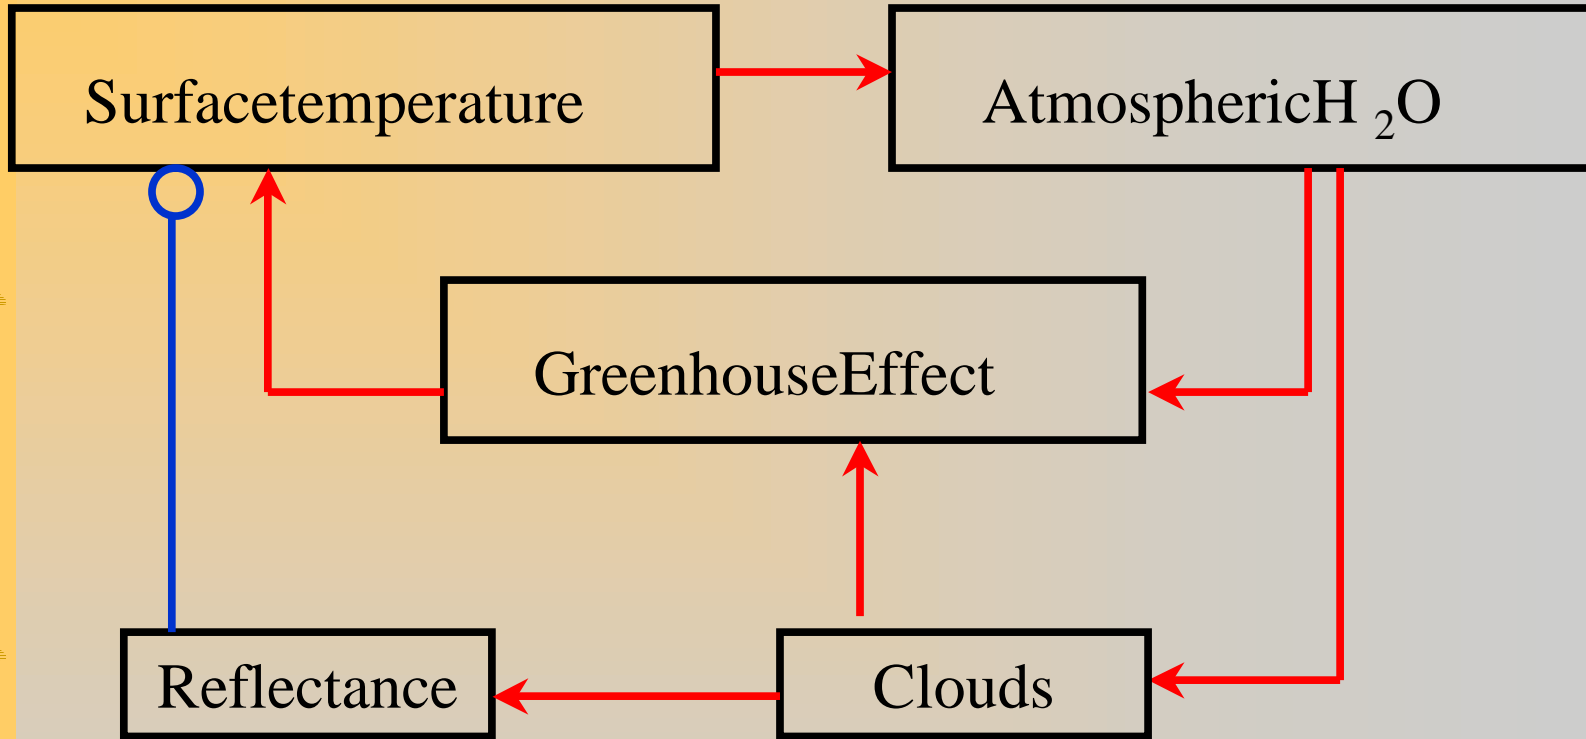 Surfacetemperature
AtmosphericH 2O
GreenhouseEffect
Reflectance
Clouds